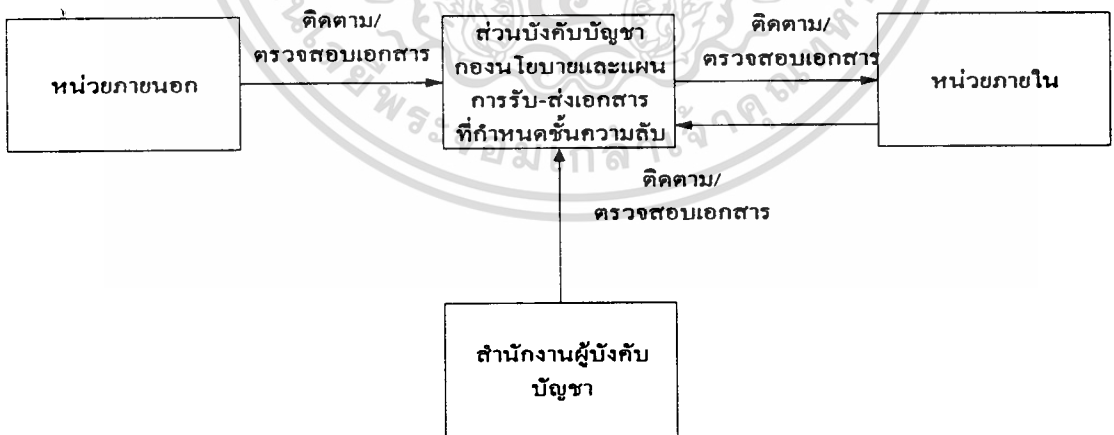 ติดตาม/
ตรวจสอบเอกสาร
หน่วยภายนอก
ส่วนบังคับบัญชา
กองนโยบายและแผน
การรับ-ส่งเอกสาร
ที่กำหนดชั้นความลับ
ติดตาม/
ตรวจสอบเอกสาร
หน่วยภายใน
ติดตาม/
ตรวจสอบเอกสาร
สำนักงานผู้บังคับ
บัญชา